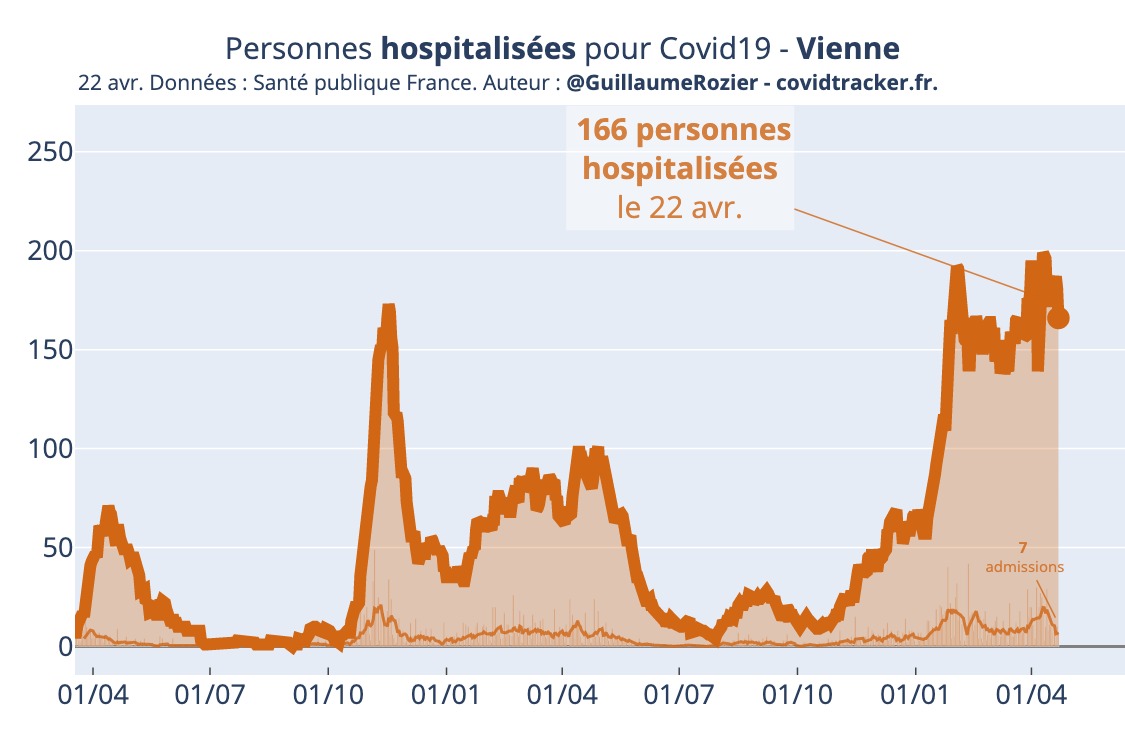 Personnes hospitalisées pour Covid19 - Vienne
22 avr. Données : Santé publique France. Auteur : @GuillaumeRozier - covidtracker.fr.
166 personnes
hospitalisées
le 22 avr.
250
200
150
100
50
0
7
admissions
01/04 01/07 01/10 01/01 01/04 01/07 01/10 01/01 01/04